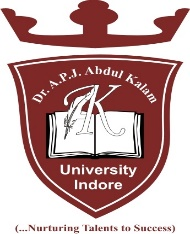 Dr. A.P.J. Abdul Kalam
AK
University
Indore
(...Nurturing Talents to Success)